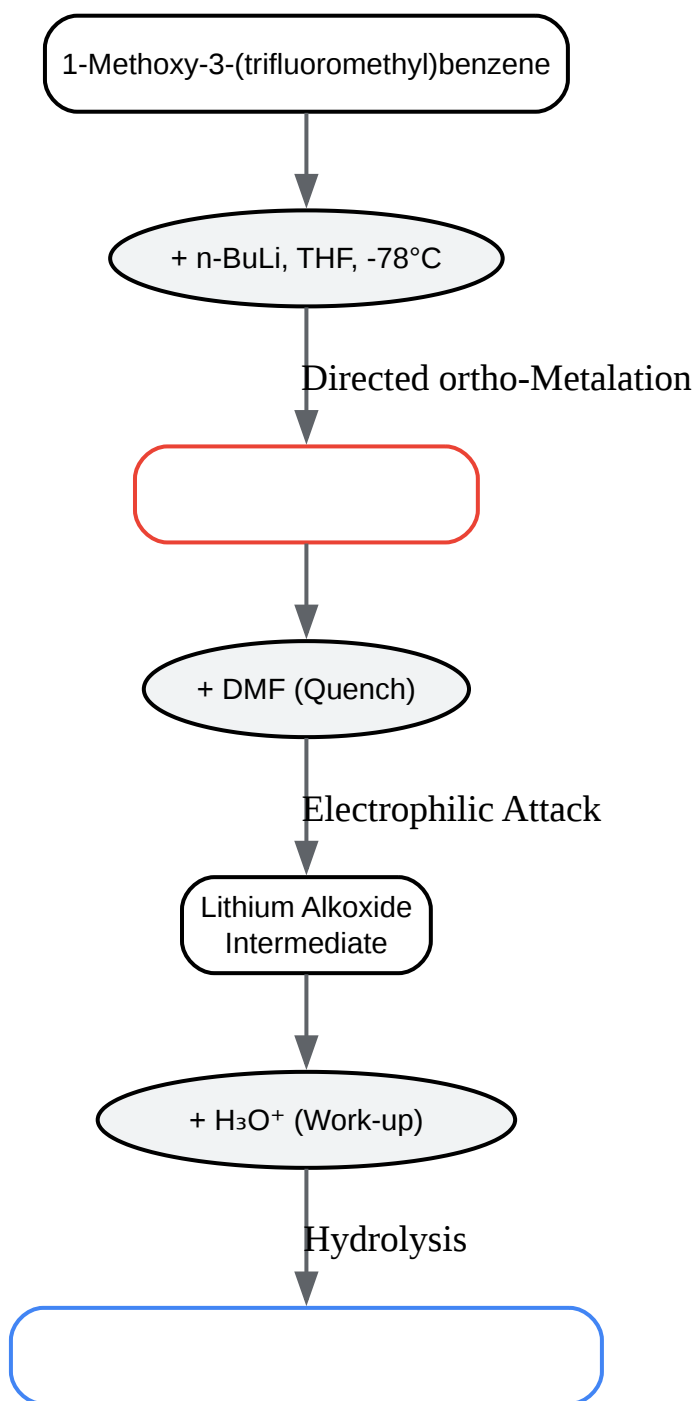 1-Methoxy-3-(trifluoromethyl)benzene
+ n-BuLi, THF, -78°C
Directed ortho-Metalation
+ DMF (Quench)
Electrophilic Attack
Lithium Alkoxide
Intermediate
+ H₃O⁺ (Work-up)
Hydrolysis